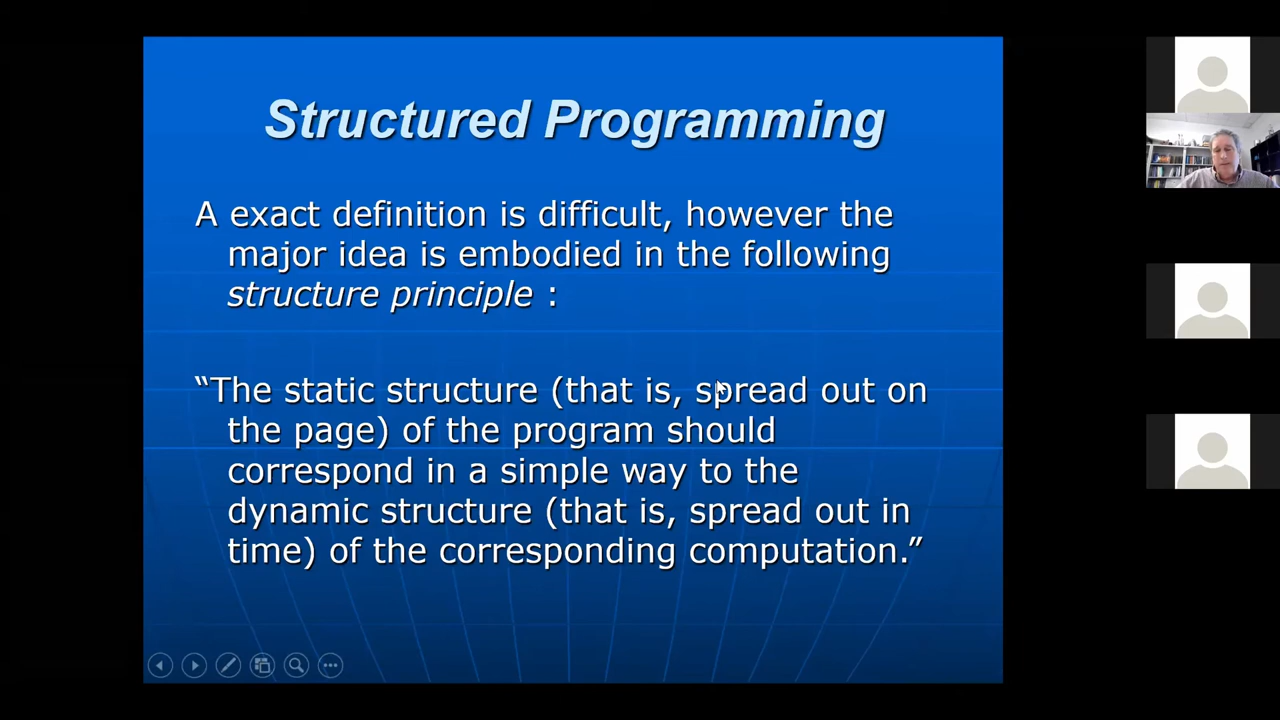 Structured Programming
A exact definition is difficult, however the
major idea is embodied in the following
structure principle :
“The static structure (that is, spread out on
the page) of the program should
correspond in a simple way to the
dynamic structure (that is, spread out in
time) of the corresponding computation.”